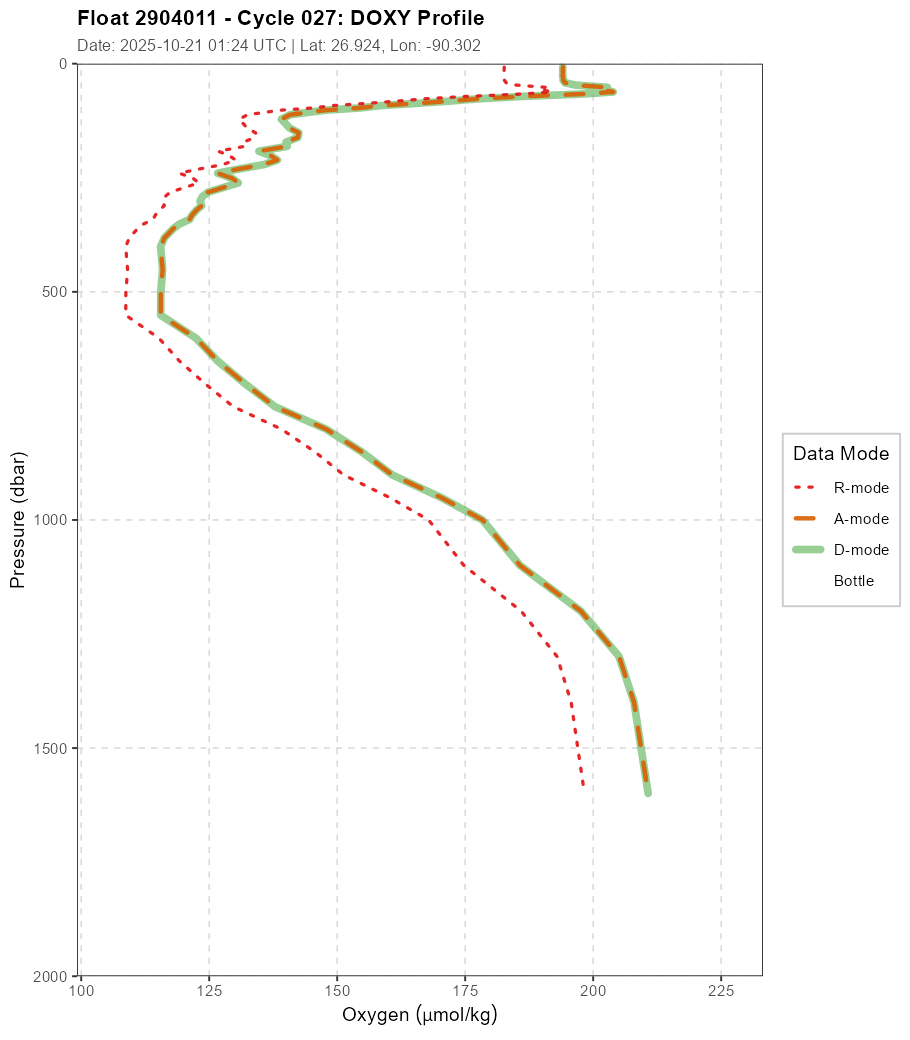 Float 2904011 - Cycle 027: DOXY Profile
Date: 2025-10-21 01:24 UTC | Lat: 26.924, Lon: -90.302
0
500
1000
1500
2000
Pressure (dbar)
100
125
150
175
200
225
Oxygen (µmol/kg)
Data Mode
R-mode
A-mode
D-mode
Bottle